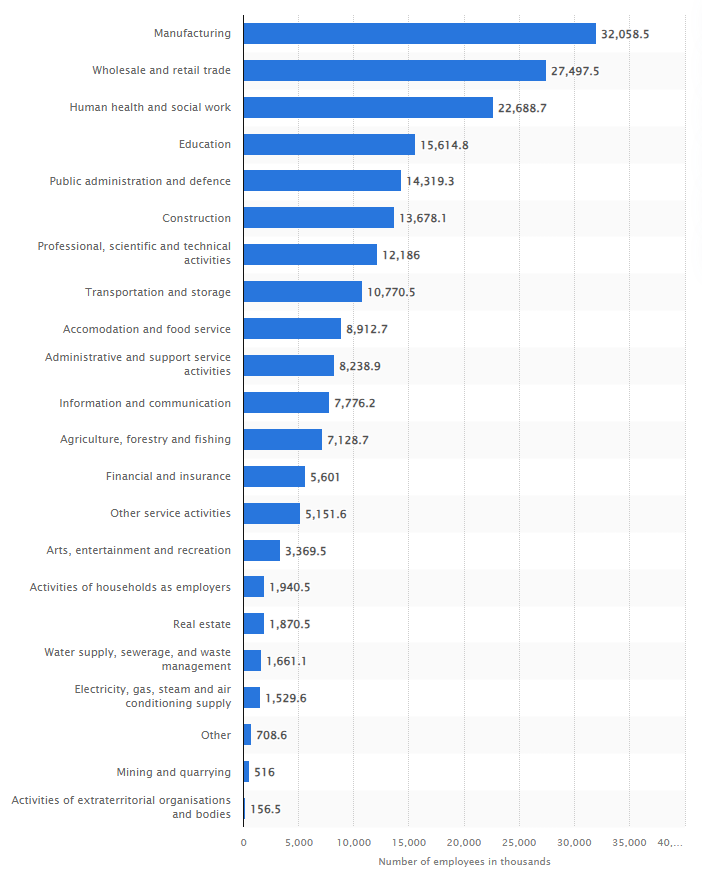 Manufacturing 32,058.5
Wholesale and retail trade 27,497.5
Human health and social work 22,688.7
Education 15,614.8
Public administration and defence 14,319.3
Construction 13,678.1
Professional, scientific and technical
activities 12,186
Transportation and storage 10,770.5
Accomodation and food service 8,912.7
Administrative and support service
activities 8,238.9
Information and communication 7,776.2
Agriculture, forestry and fishing 7,128.7
Financial and insurance 5,601
Other service activities 5,151.6
Arts, entertainment and recreation 3,369.5
Activities of households as employers 1,940.5
Real estate 1,870.5
Water supply, sewerage, and waste
management 1,661.1
Electricity, gas, steam and air
conditioning supply 1,529.6
Other 708.6
Mining and quarrying 516
Activities of extraterritorial organisations
and bodies 156.5
0 5,000 10,000 15,000 20,000 25,000 30,000 35,000 40,...
Number of employees in thousands